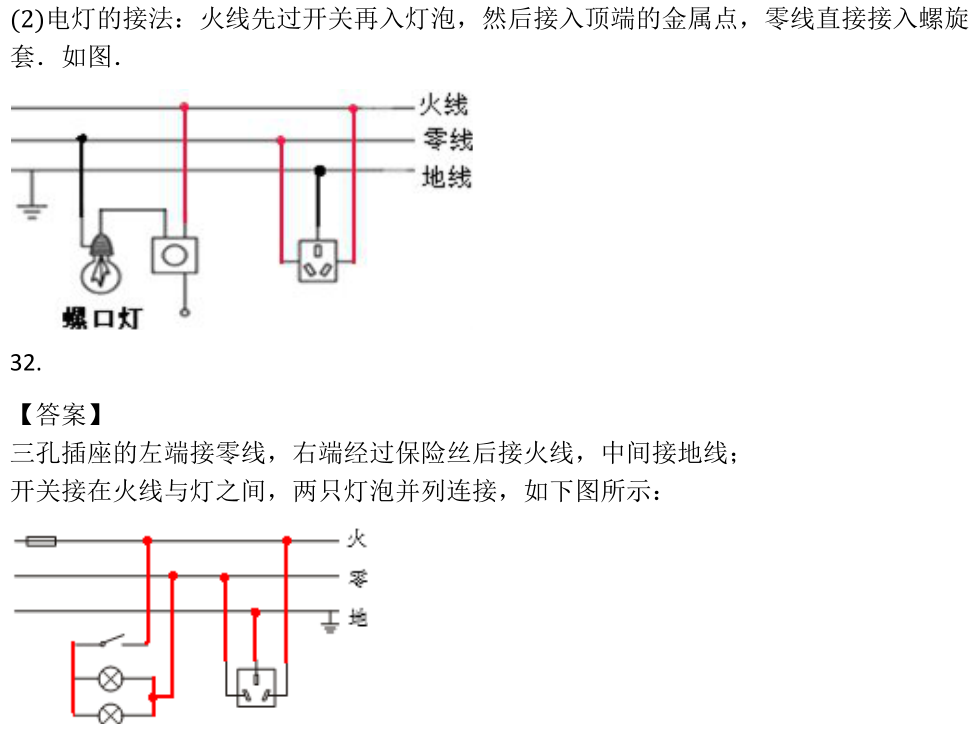 (2)电灯的接法：火线先过开关再入灯泡，然后接入顶端的金属点，零线直接接入螺旋
套．如图．
火线
零线
地线
螺口灯
32.
【答案】
三孔插座的左端接零线，右端经过保险丝后接火线，中间接地线；
开关接在火线与灯之间，两只灯泡并列连接，如下图所示：
火
零
地